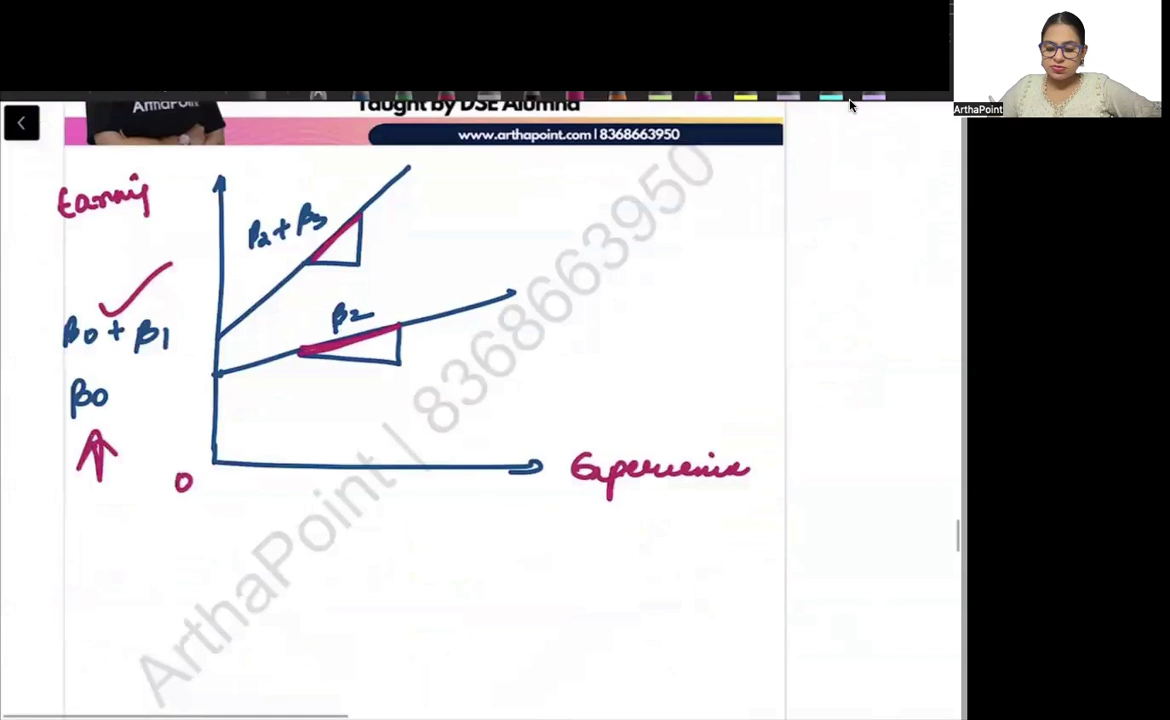 ArthaPoint
Taught by DSE Alumna
www.arthapoint.com | 8368663950
ArthaPoint
Earning
β2 + β3
β0 + β1
β2
β0
0
Experience
ArthaPoint | 8368663950